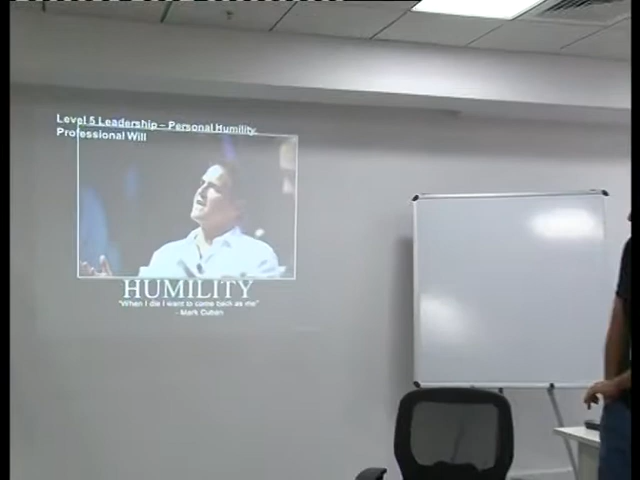 Level 5 Leadership – Personal Humility
Professional Will
HUMILITY
"When I die I want to come back as me"
- Mark Cuban